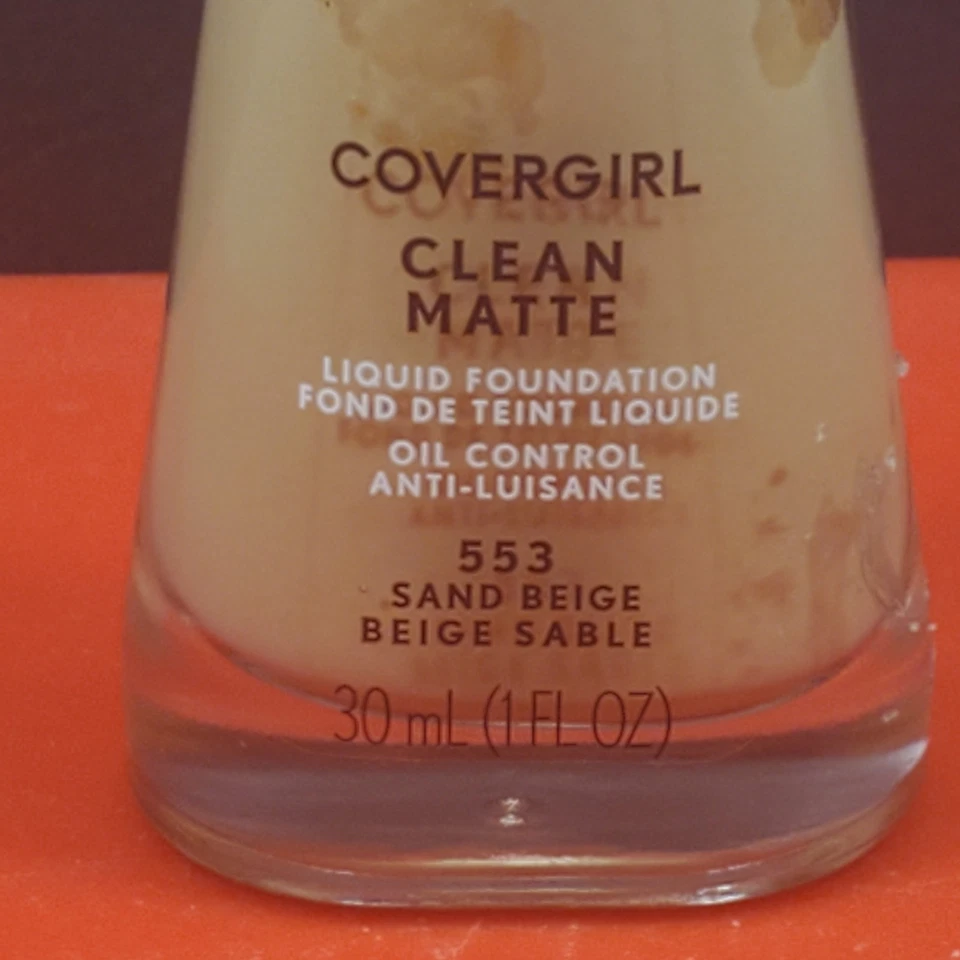 COVERGIRL
CLEAN
MATTE
LIQUID FOUNDATION
FOND DE TEINT LIQUIDE
OIL CONTROL
ANTI-LUISANCE
553
SAND BEIGE
BEIGE SABLE
30 mL (1 FL OZ)